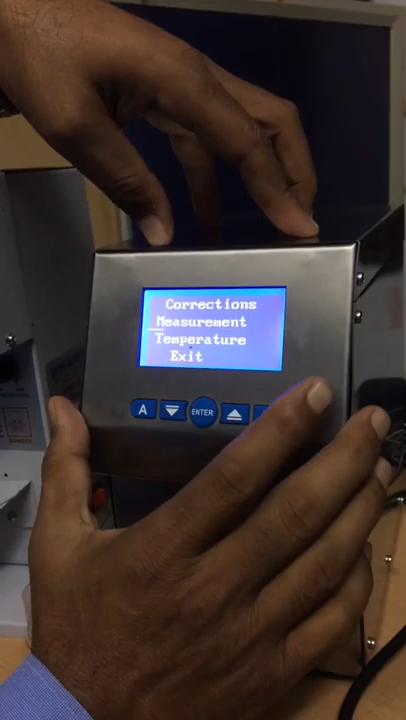 Corrections
Measurement
Temperature
Exit
A
ENTER